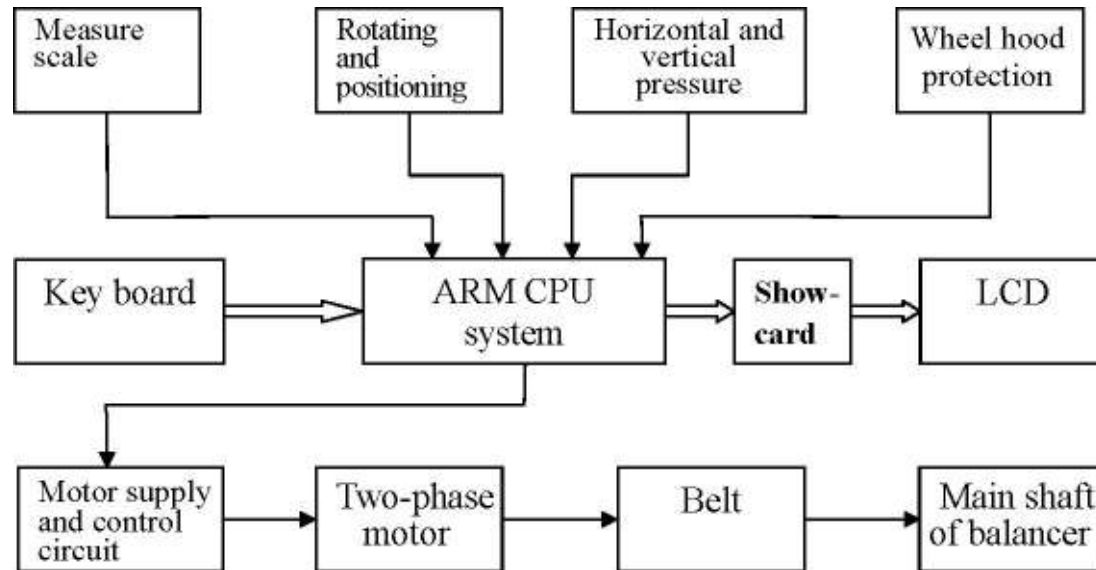 Measure
scale
Rotating
and
positioning
Horizontal and
vertical
pressure
Wheel hood
protection
Key board
ARM CPU
system
Show-
card
LCD
Motor supply
and control
circuit
Two-phase
motor
Belt
Main shaft
of balancer